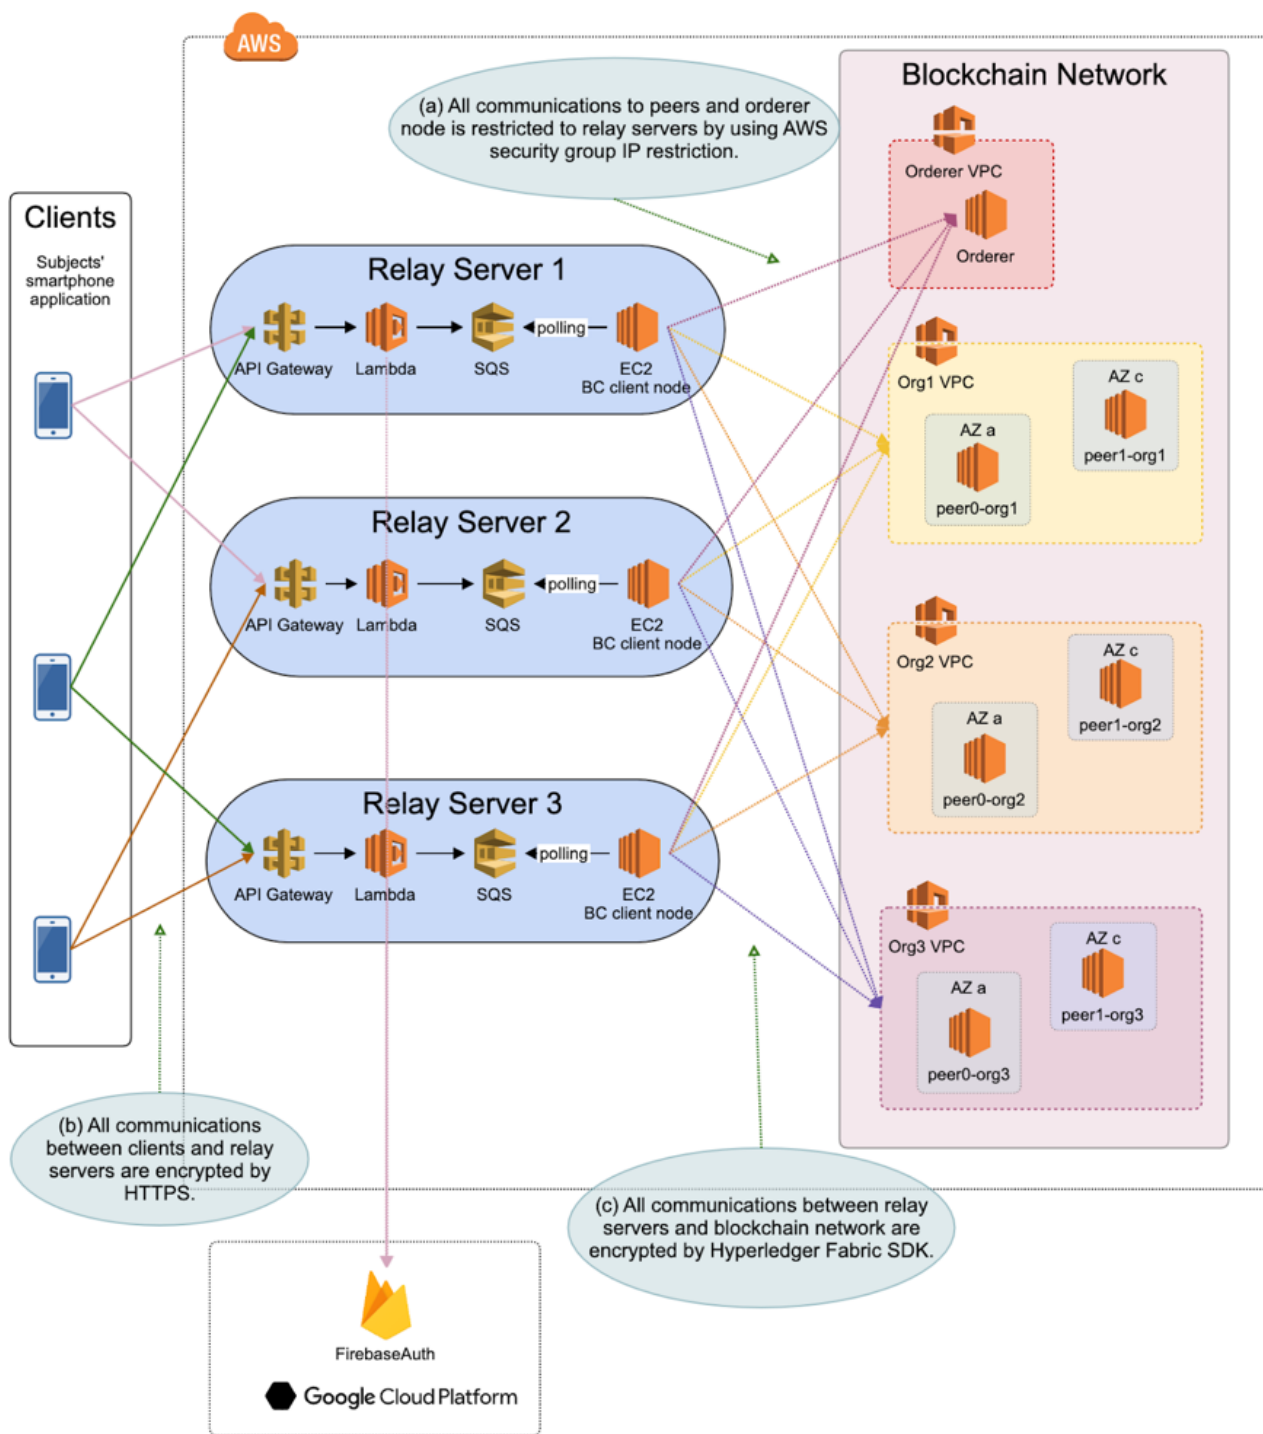 AWS
Blockchain Network
(a) All communications to peers and orderer
node is restricted to relay servers by using AWS
security group IP restriction.
Orderer VPC
Orderer
Clients
Subjects'
smartphone
application
Relay Server 1
polling
API Gateway
Lambda
SQS
EC2
BC client node
Org1 VPC
AZ c
peer1-org1
AZ a
peer0-org1
Relay Server 2
polling
API Gateway
Lambda
SQS
EC2
BC client node
Org2 VPC
AZ c
peer1-org2
AZ a
peer0-org2
Relay Server 3
polling
API Gateway
Lambda
SQS
EC2
BC client node
Org3 VPC
AZ c
peer1-org3
AZ a
peer0-org3
(b) All communications
between clients and relay
servers are encrypted by
HTTPS.
(c) All communications between relay
servers and blockchain network are
encrypted by Hyperledger Fabric SDK.
FirebaseAuth
Google Cloud Platform